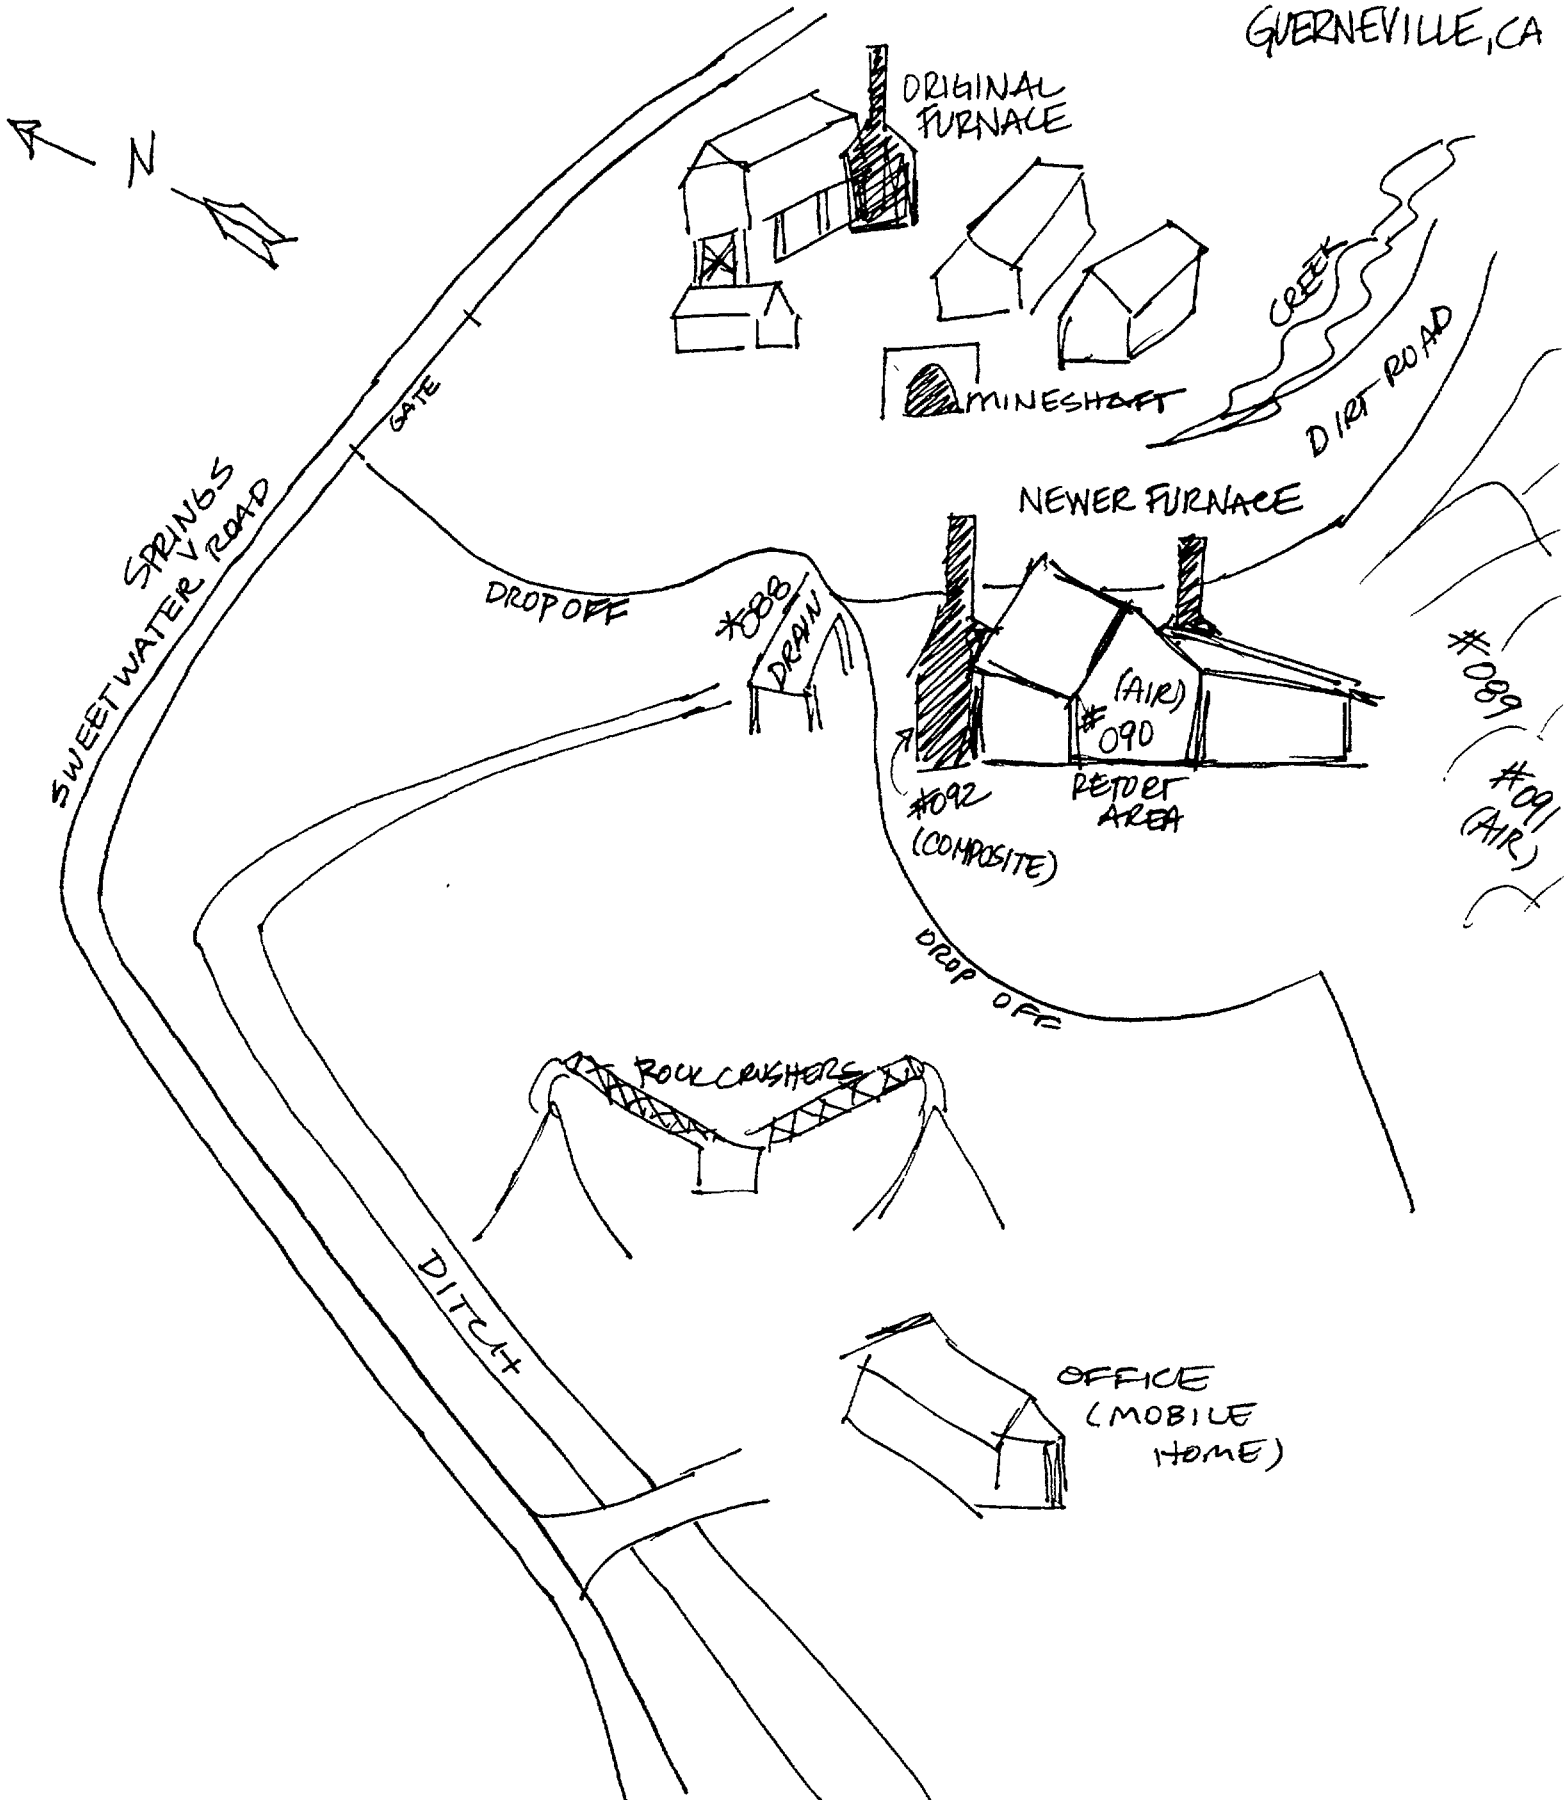 GUERNEVILLE, CA
ORIGINAL
FURNACE
N
CREEK
DIRT ROAD
GATE
MINESHAFT
SPRINGS
SWEETWATER ROAD
NEWER FURNACE
DROP OFF
#088
DRAIN
#089
(AIR)
#090
RETORT
AREA
#092
(COMPOSITE)
#091
(AIR)
DROP OFF
ROCK CRUSHERS
DITCH
OFFICE
(MOBILE
HOME)